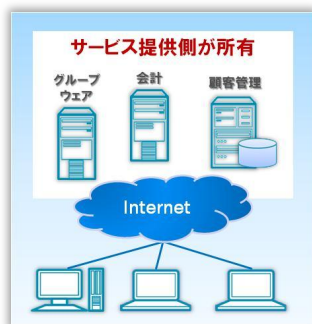 サービス提供側が所有
グループ
ウェア
会計
顧客管理
Internet